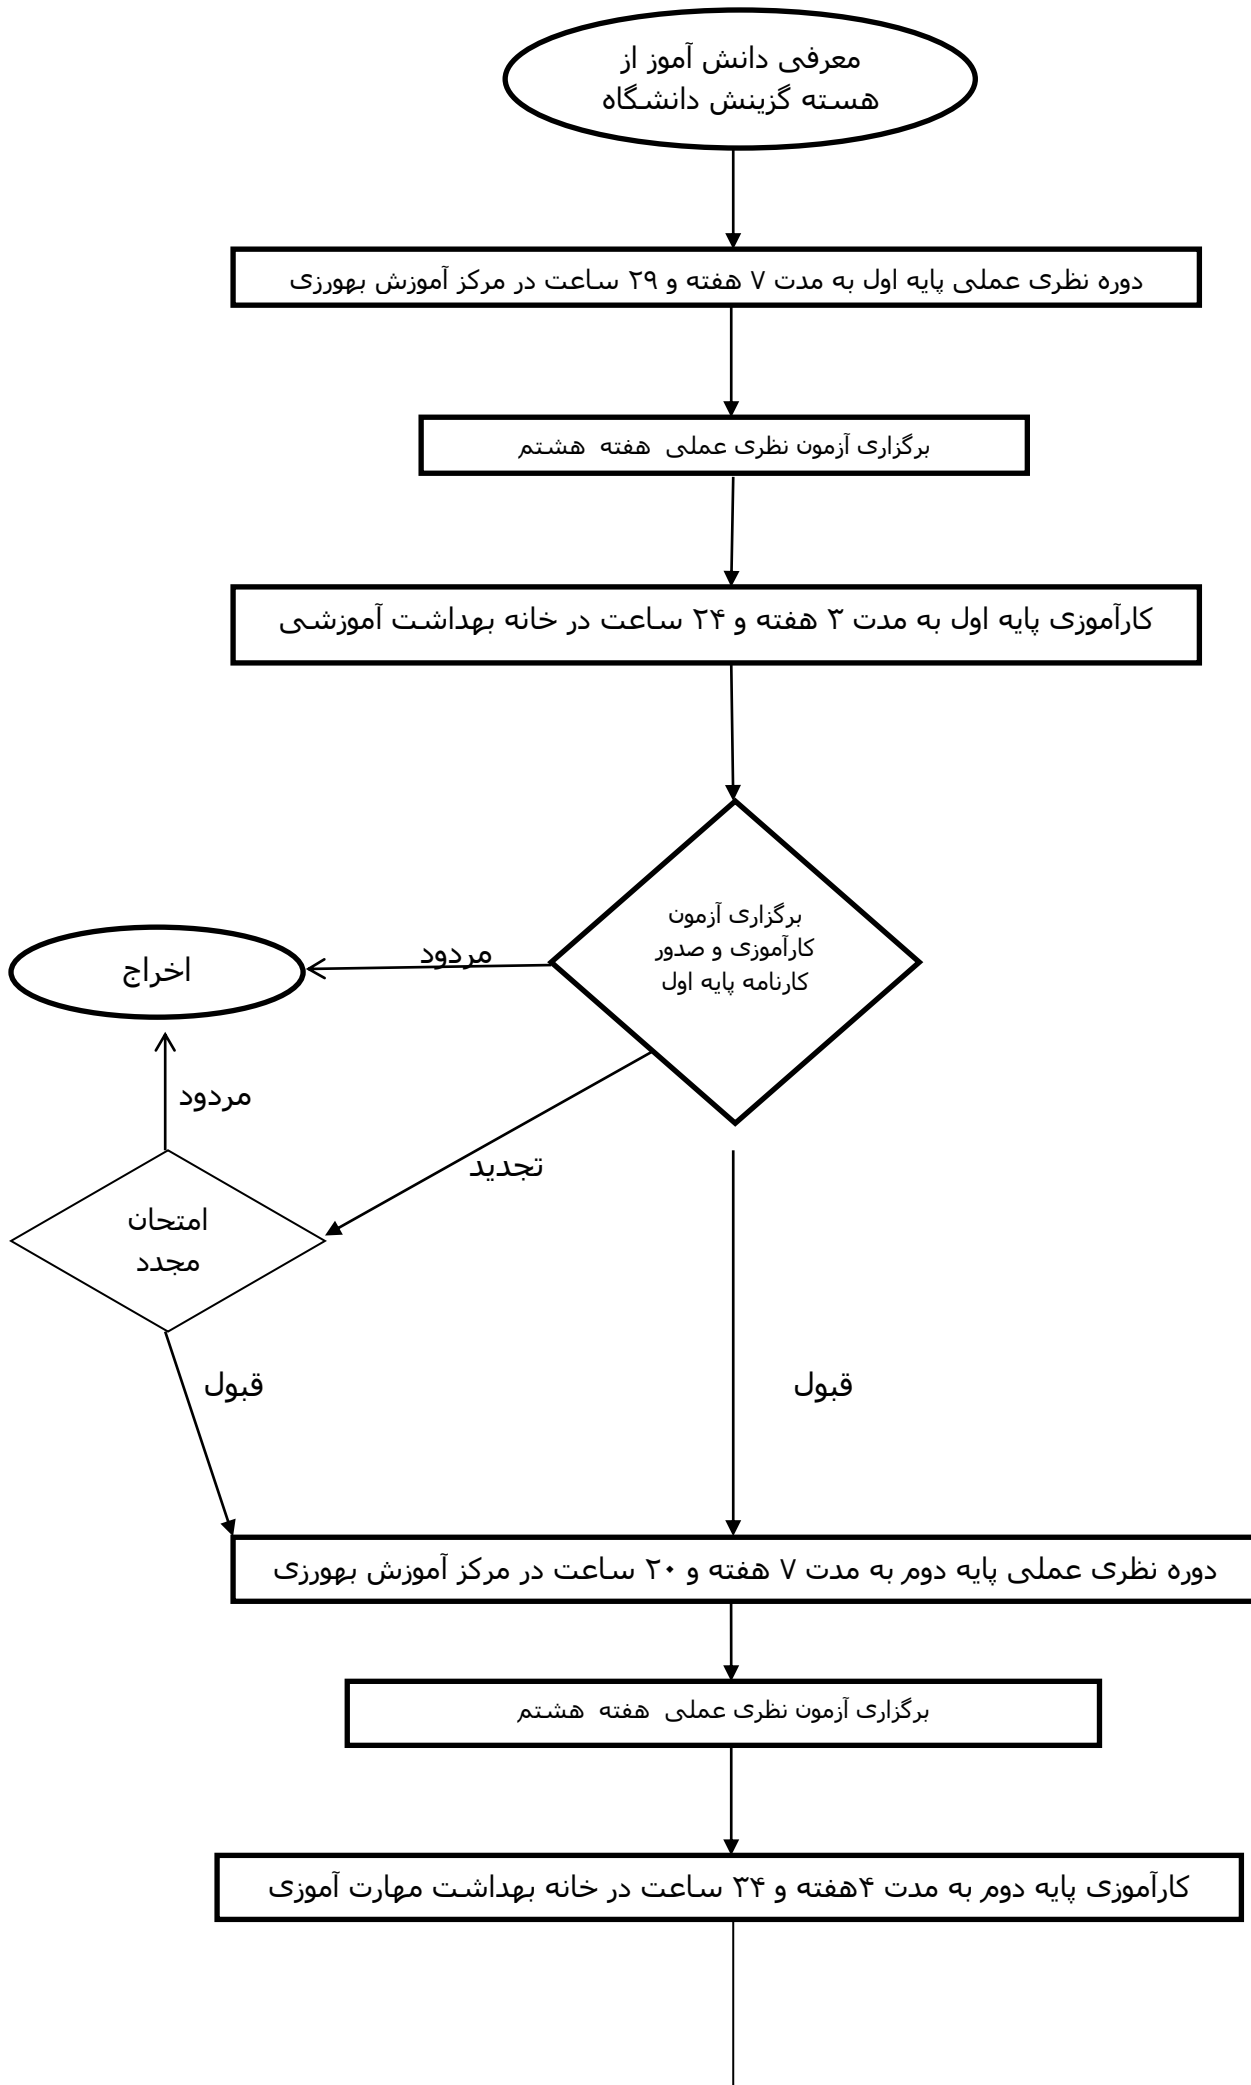 معرفی دانش آموز از
هسته گزینش دانشگاه
دوره نظری عملی پایه اول به مدت ۷ هفته و ۲۹ ساعت در مرکز آموزش بهورزی
برگزاری آزمون نظری عملی هفته هشتم
کارآموزی پایه اول به مدت ۳ هفته و ۲۴ ساعت در خانه بهداشت آموزشی
برگزاری آزمون
کارآموزی و صدور
کارنامه پایه اول
مردود
اخراج
مردود
تجدید
امتحان
مجدد
قبول
قبول
دوره نظری عملی پایه دوم به مدت ۷ هفته و ۲۰ ساعت در مرکز آموزش بهورزی
برگزاری آزمون نظری عملی هفته هشتم
کارآموزی پایه دوم به مدت ۴هفته و ۳۴ ساعت در خانه بهداشت مهارت آموزی